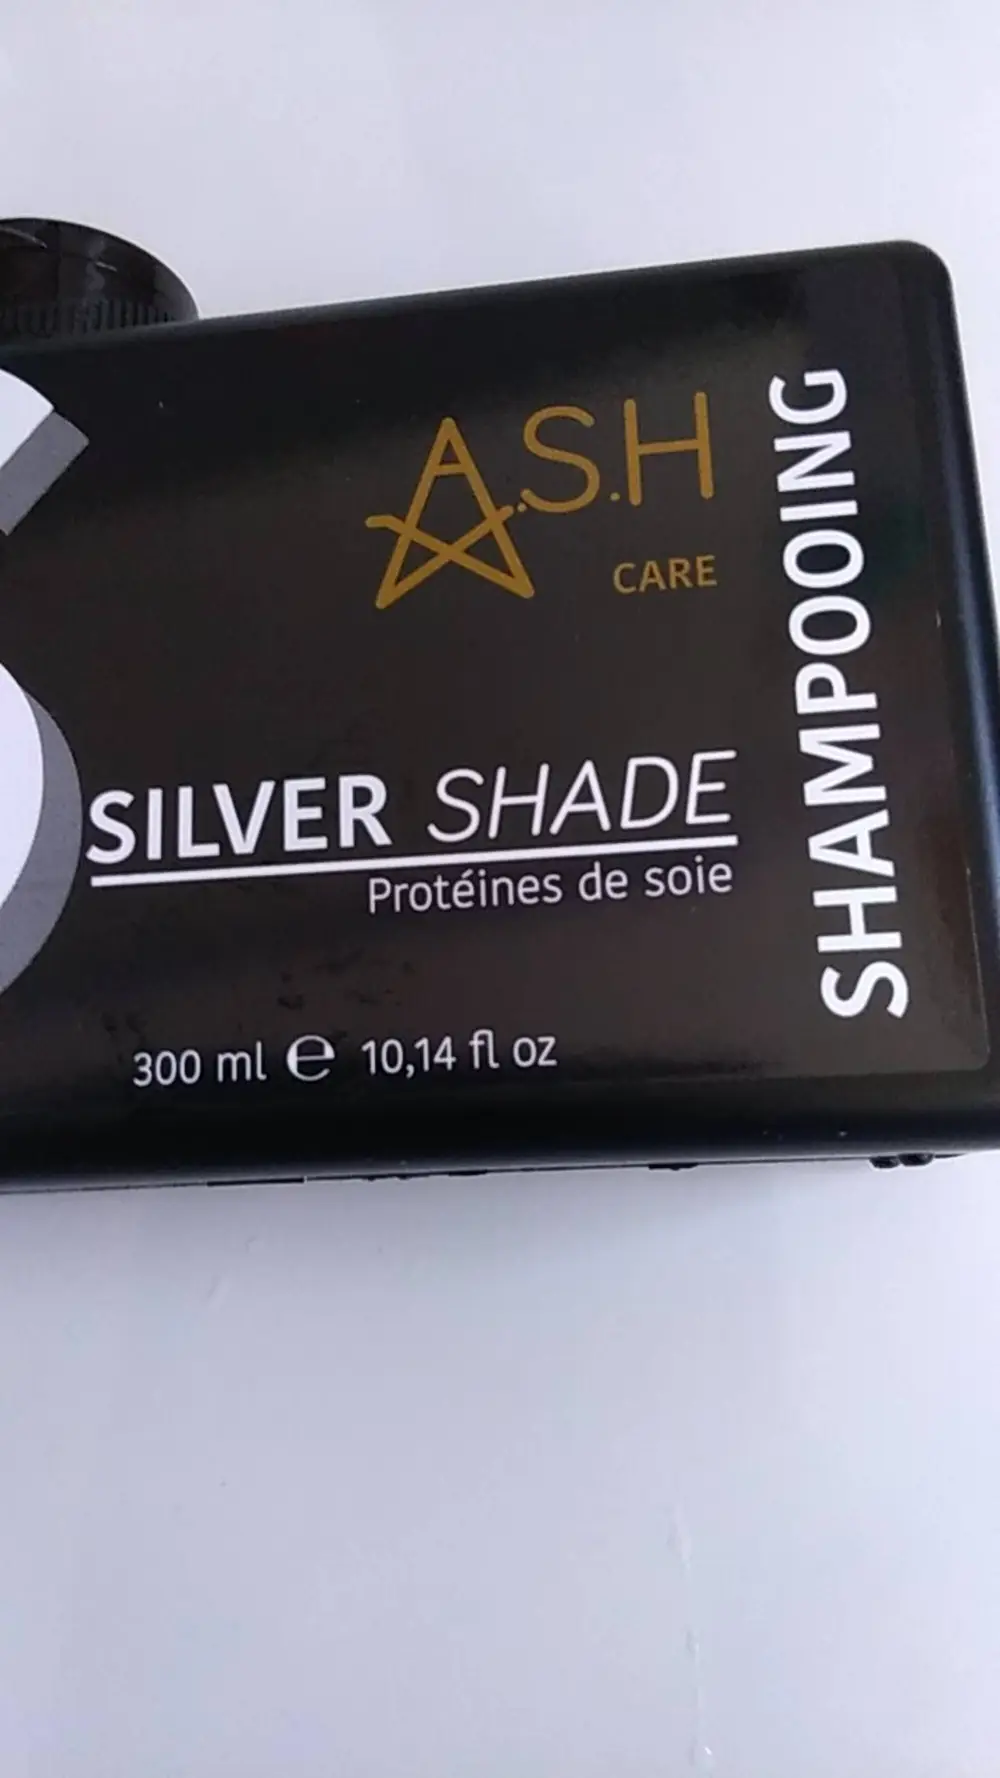 A.S.H
CARE
SILVER SHADE
Protéines de soie
300 ml e 10,14 fl oz
SHAMPOOING